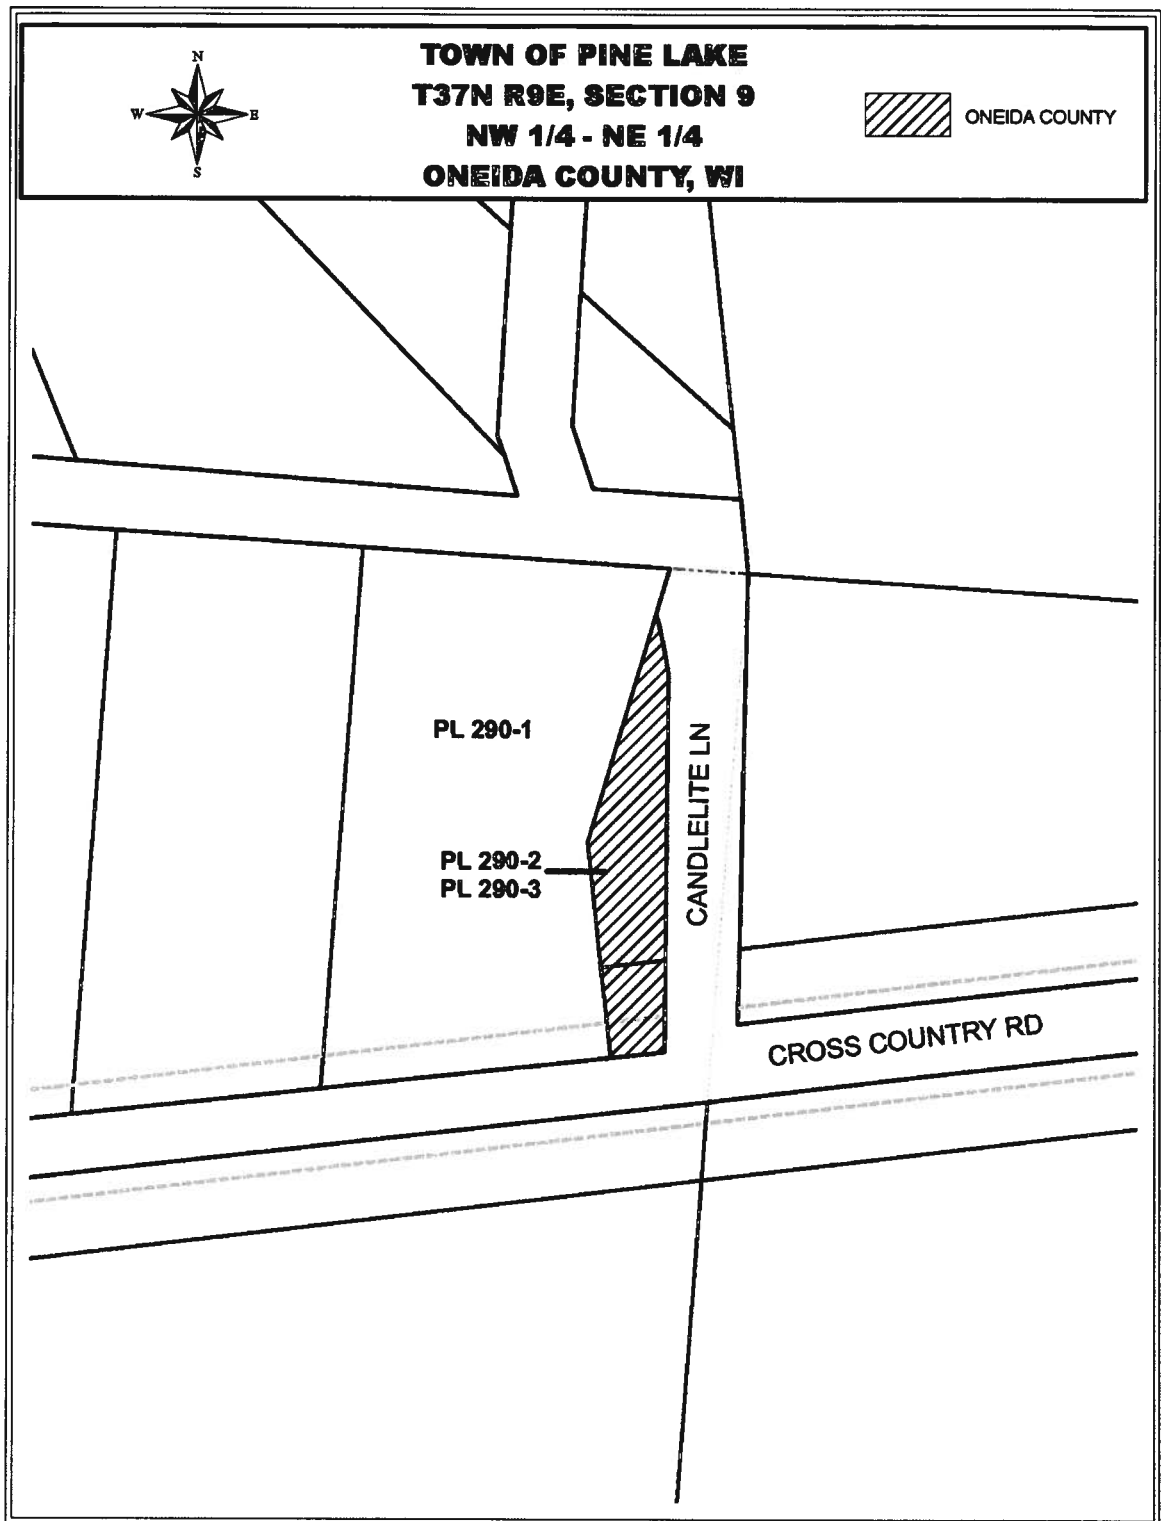 TOWN OF PINE LAKE
T37N R9E, SECTION 9
NW 1/4 - NE 1/4
ONEIDA COUNTY, WI
N
W
E
S
ONEIDA COUNTY
PL 290-1
PL 290-2
PL 290-3
CANDLELITE LN
CROSS COUNTRY RD